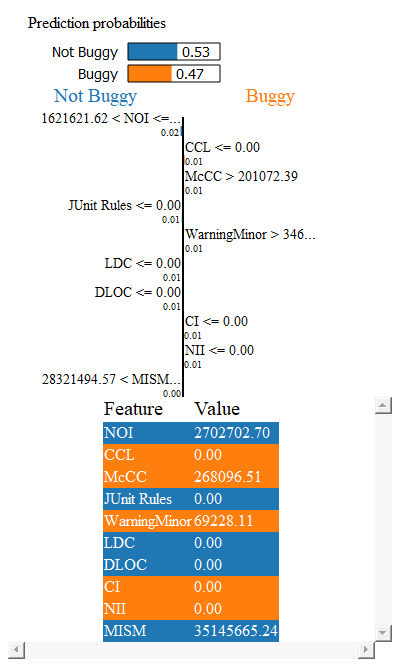 Prediction probabilities
Not Buggy 0.53
Buggy 0.47
Not Buggy Buggy
1621621.62 < NOI <=...
0.02
CCL <= 0.00
0.01
McCC > 201072.39
0.01
JUnit Rules <= 0.00
0.01
WarningMinor > 346...
0.01
LDC <= 0.00
0.01
DLOC <= 0.00
0.01
CI <= 0.00
0.01
NII <= 0.00
0.01
28321494.57 < MISM...
0.00
Feature Value
NOI 2702702.70
CCL 0.00
McCC 268096.51
JUnit Rules 0.00
WarningMinor 69228.11
LDC 0.00
DLOC 0.00
CI 0.00
NII 0.00
MISM 35145665.24